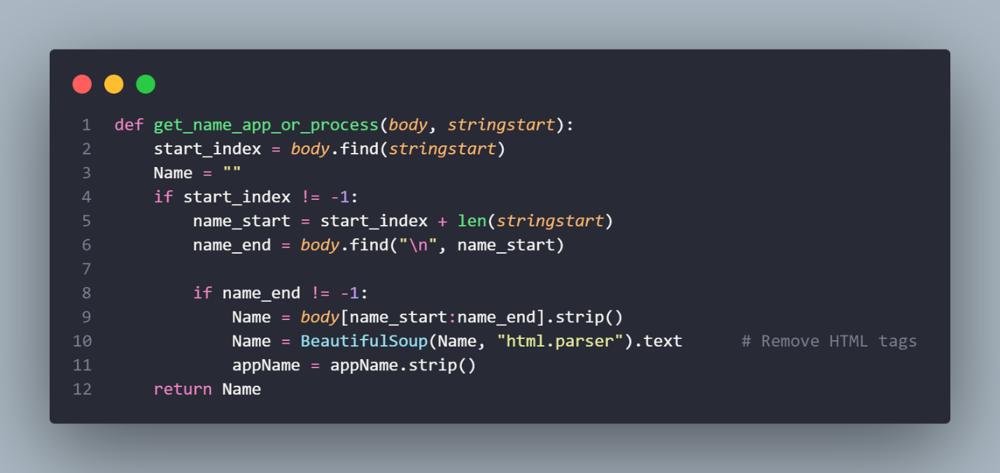 1 def get_name_app_or_process(body, stringstart):
2     start_index = body.find(stringstart)
3     Name = ""
4     if start_index != -1:
5         name_start = start_index + len(stringstart)
6         name_end = body.find("\n", name_start)
7
8         if name_end != -1:
9             Name = body[name_start:name_end].strip()
10             Name = BeautifulSoup(Name, "html.parser").text      # Remove HTML tags
11             appName = appName.strip()
12     return Name